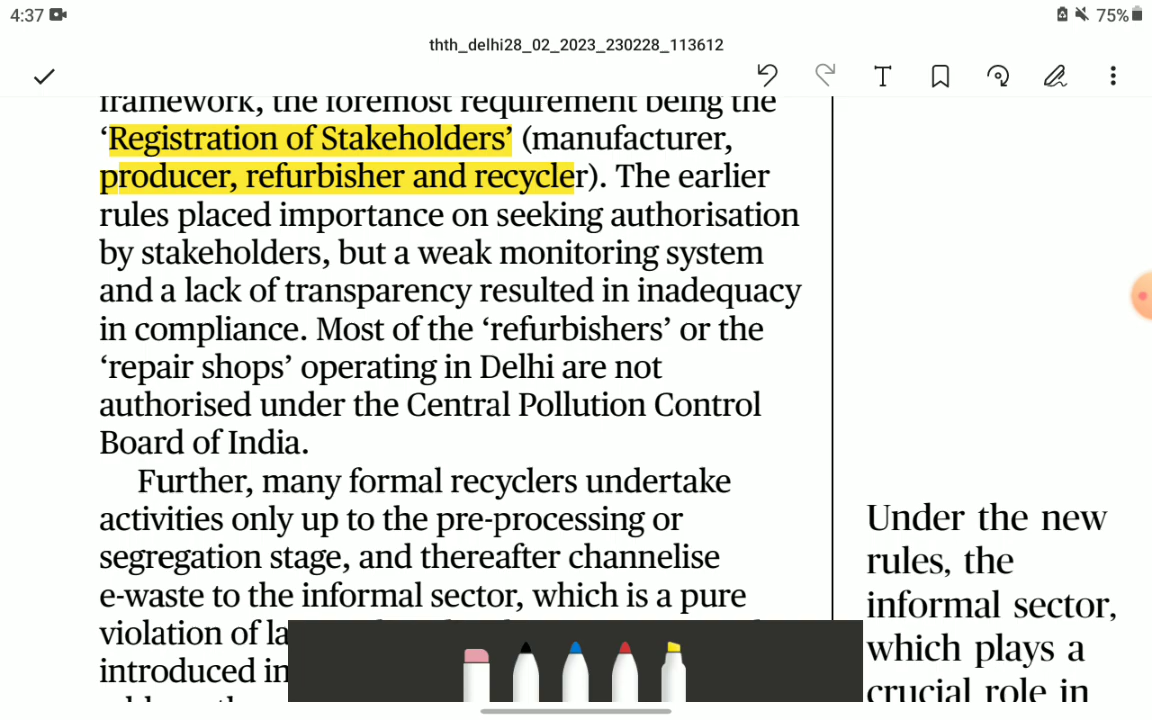 4:37
75%
thth_delhi28_02_2023_230228_113612
T
framework, the foremost requirement being the
‘Registration of Stakeholders’ (manufacturer,
producer, refurbisher and recycler). The earlier
rules placed importance on seeking authorisation
by stakeholders, but a weak monitoring system
and a lack of transparency resulted in inadequacy
in compliance. Most of the ‘refurbishers’ or the
‘repair shops’ operating in Delhi are not
authorised under the Central Pollution Control
Board of India.
Further, many formal recyclers undertake
activities only up to the pre-processing or
segregation stage, and thereafter channelise
e-waste to the informal sector, which is a pure
violation of la
introduced in
Under the new
rules, the
informal sector,
which plays a
crucial role in